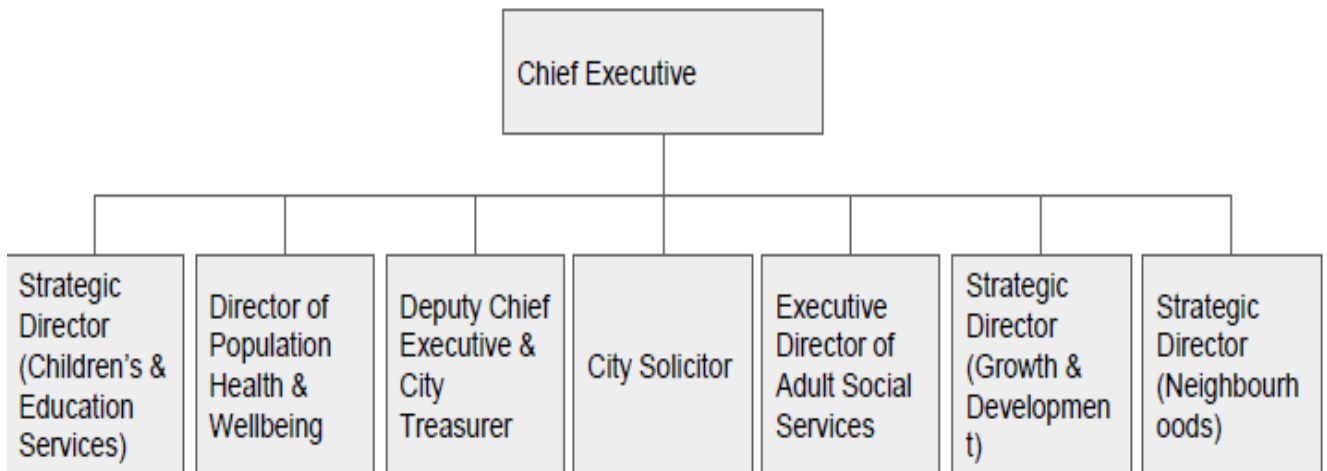 Chief Executive
Strategic
Director
(Children’s &
Education
Services)
Director of
Population
Health &
Wellbeing
Deputy Chief
Executive &
City
Treasurer
City Solicitor
Executive
Director of
Adult Social
Services
Strategic
Director
(Growth &
Developmen
t)
Strategic
Director
(Neighbourh
oods)